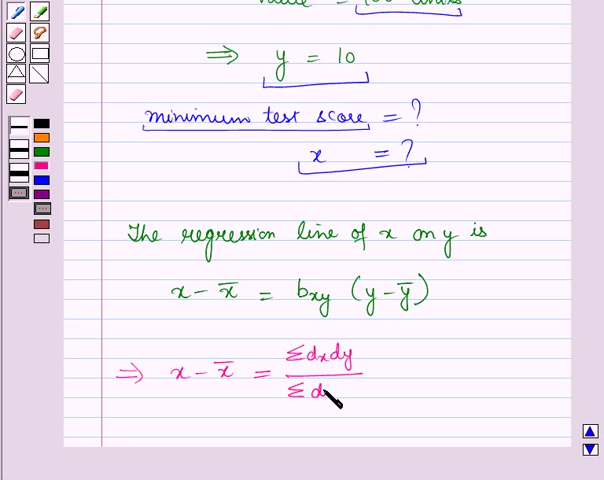 ⇒ y = 10
minimum test score = ?
x = ?
The regression line of x on y is
x - x̅ = bxy (y - y̅)
⇒ x - x̅ = Σdxdy / Σd